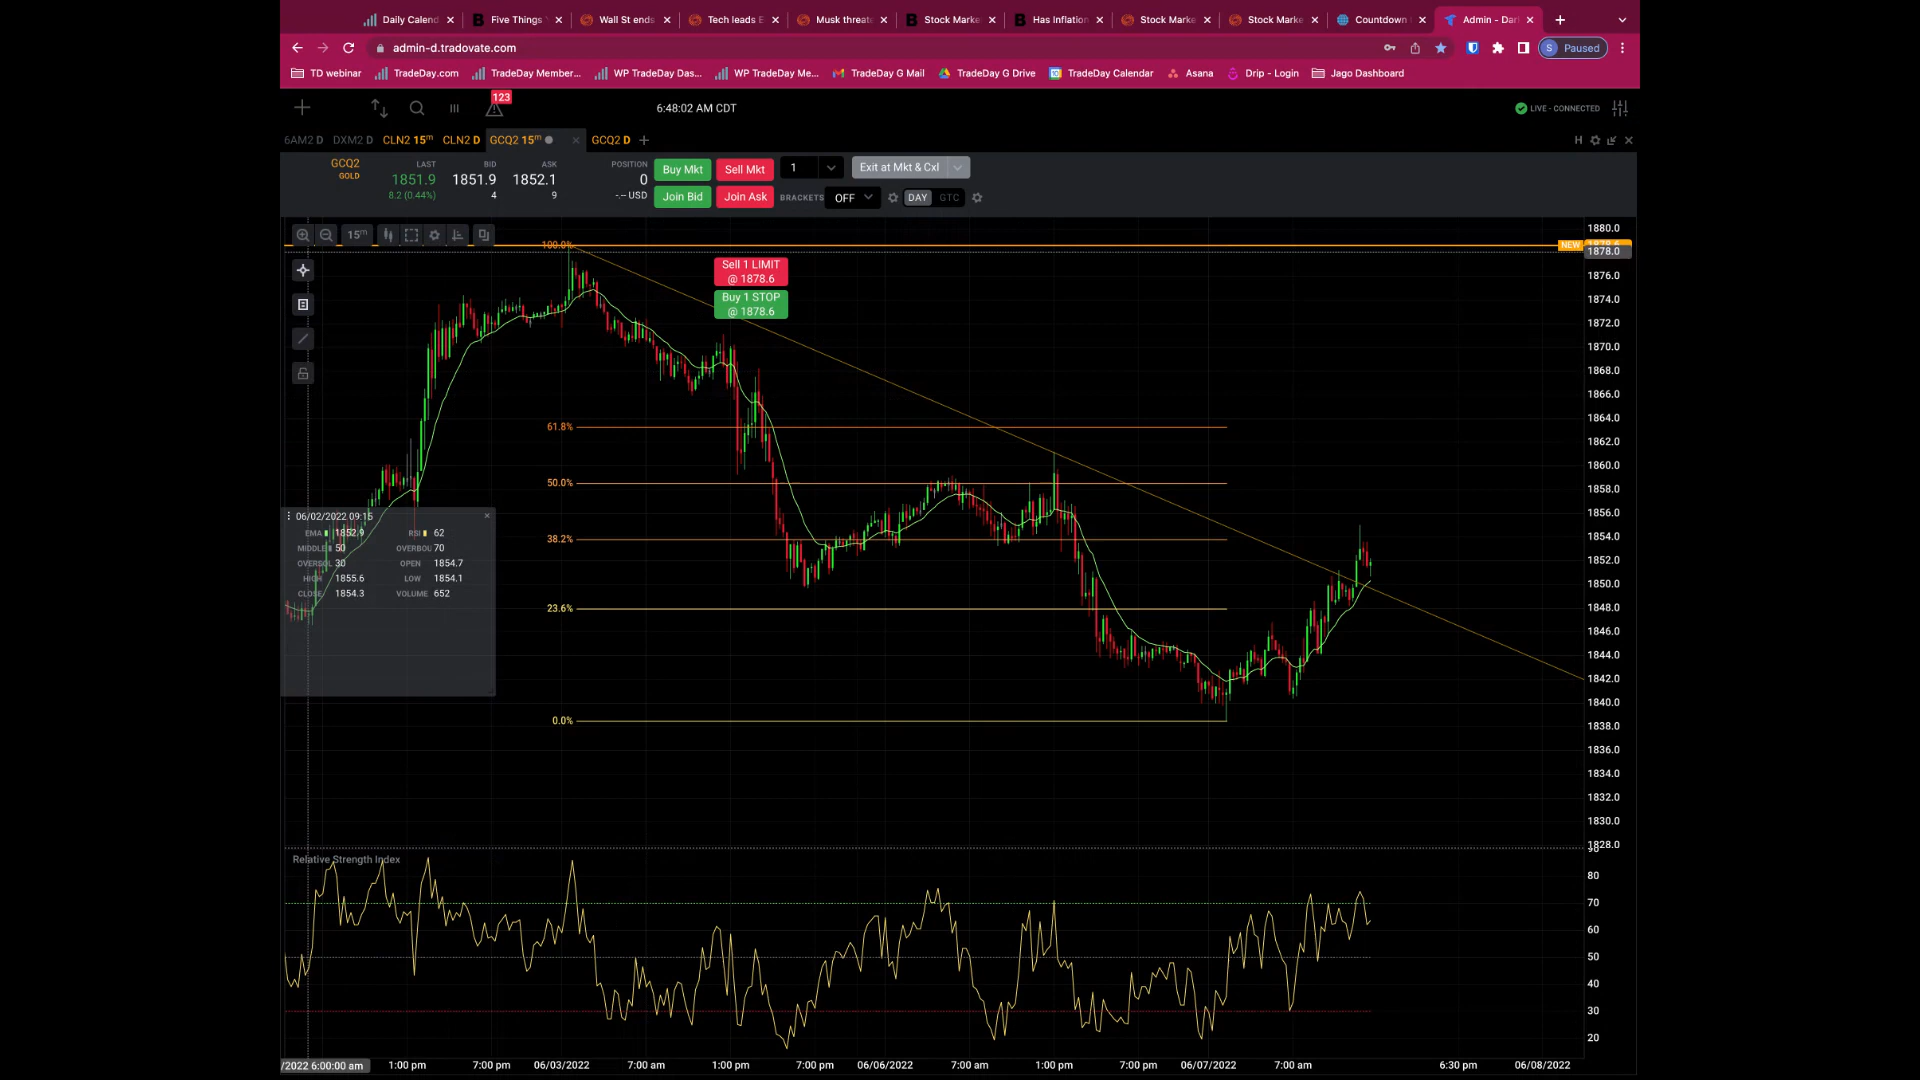 Daily Calend
Five Things
Wall St ends
Tech leads E
Musk threate
Stock Marke
Has Inflation
Stock Marke
Stock Marke
Countdown
Admin - Dar
admin-d.tradovate.com
S Paused
TD webinar
TradeDay.com
TradeDay Member...
WP TradeDay Das...
WP TradeDay Me...
TradeDay G Mail
TradeDay G Drive
TradeDay Calendar
Asana
Drip - Login
Jago Dashboard
123
6:48:02 AM CDT
LIVE - CONNECTED
6AM2 D
DXM2 D
CLN2 15m
CLN2 D
GCQ2 15m
GCQ2 D
H
GCQ2
GOLD
LAST
1851.9
8.2 (0.44%)
BID
1851.9
4
ASK
1852.1
9
POSITION
0
-.-- USD
Buy Mkt
Sell Mkt
1
Exit at Mkt & Cxl
Join Bid
Join Ask
BRACKETS
OFF
DAY
GTC
15m
100.0%
NEW
1878.6
1878.0
Sell 1 LIMIT
@ 1878.6
Buy 1 STOP
@ 1878.6
61.8%
50.0%
38.2%
23.6%
0.0%
06/02/2022 09:15
EMA 1852.9
RSI 62
MIDDLE 50
OVERBOU 70
OVERSOL 30
OPEN 1854.7
HIGH 1855.6
LOW 1854.1
CLOSE 1854.3
VOLUME 652
1880.0
1876.0
1874.0
1872.0
1870.0
1868.0
1866.0
1864.0
1862.0
1860.0
1858.0
1856.0
1854.0
1852.0
1850.0
1848.0
1846.0
1844.0
1842.0
1840.0
1838.0
1836.0
1834.0
1832.0
1830.0
1828.0
Relative Strength Index
80
70
60
50
40
30
20
/2022 6:00:00 am
1:00 pm
7:00 pm
06/03/2022
7:00 am
1:00 pm
7:00 pm
06/06/2022
7:00 am
1:00 pm
7:00 pm
06/07/2022
7:00 am
6:30 pm
06/08/2022